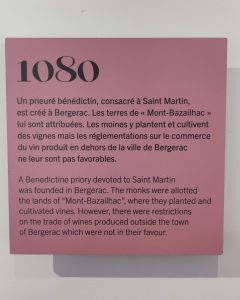 1080
Un prieuré bénédictin, consacré à Saint Martin,
est créé à Bergerac. Les terres de « Mont-Bazailhac »
lui sont attribuées. Les moines y plantent et cultivent
des vignes mais les réglementations sur le commerce
du vin produit en dehors de la ville de Bergerac
ne leur sont pas favorables.
A Benedictine priory devoted to Saint Martin
was founded in Bergerac. The monks were allotted
the lands of “Mont-Bazailhac”, where they planted and
cultivated vines. However, there were restrictions
on the trade of wines produced outside the town
of Bergerac which were not in their favour.